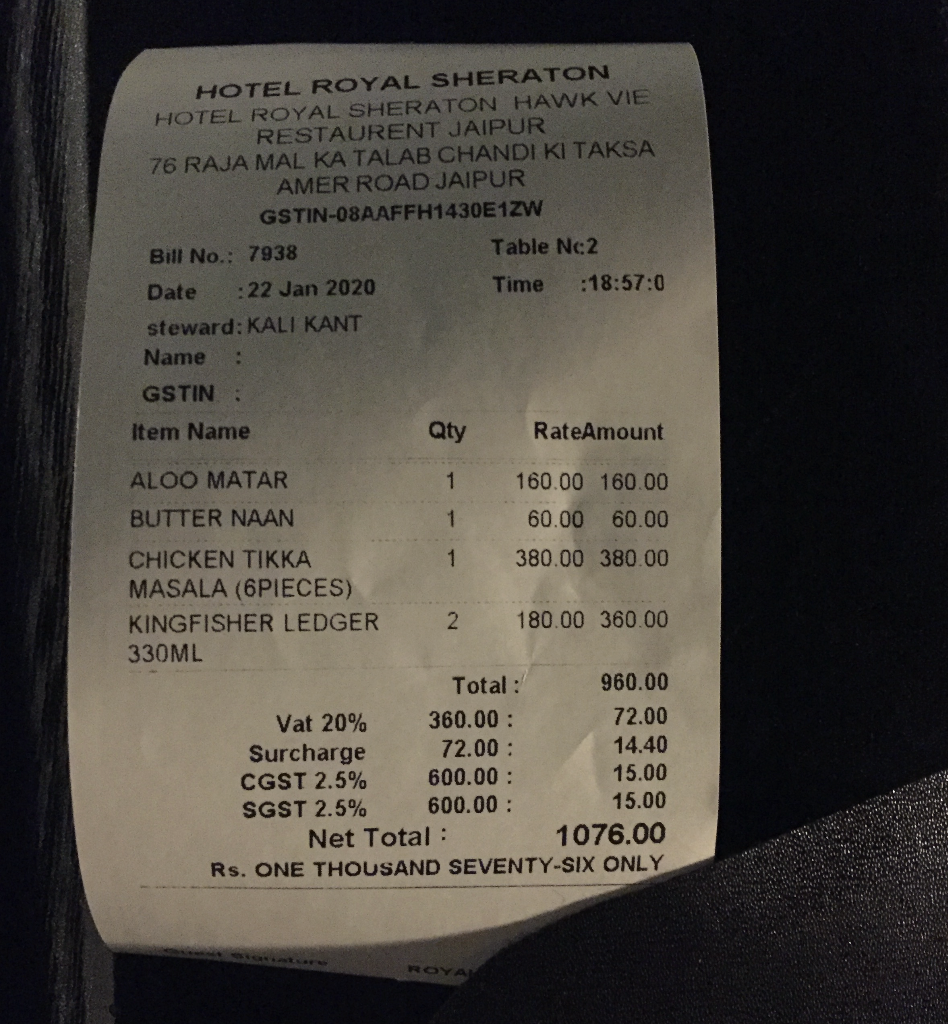 HOTEL ROYAL SHERATON
HOTEL ROYAL SHERATON HAWK VIE
RESTAURENT JAIPUR
76 RAJA MAL KA TALAB CHANDI KI TAKSA
AMER ROAD JAIPUR
GSTIN-08AAFFH1430E1ZW
Bill No.: 7938 Table No:2
Date :22 Jan 2020 Time :18:57:0
steward: KALI KANT
Name :
GSTIN :
Item Name Qty RateAmount
ALOO MATAR 1 160.00 160.00
BUTTER NAAN 1 60.00 60.00
CHICKEN TIKKA 1 380.00 380.00
MASALA (6PIECES)
KINGFISHER LEDGER 2 180.00 360.00
330ML
Total : 960.00
Vat 20% 360.00 : 72.00
Surcharge 72.00 : 14.40
CGST 2.5% 600.00 : 15.00
SGST 2.5% 600.00 : 15.00
Net Total : 1076.00
Rs. ONE THOUSAND SEVENTY-SIX ONLY
Guest Signature ROYAL